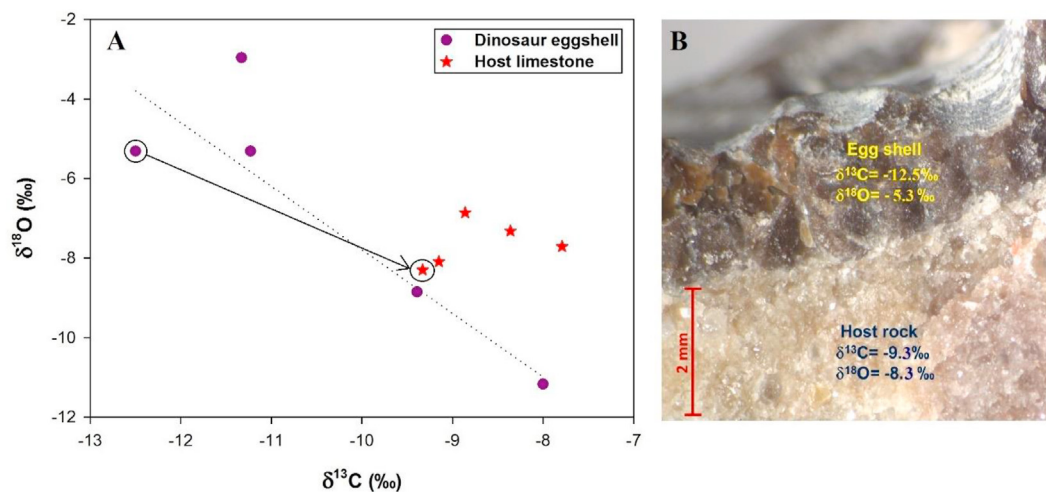 A
Dinosaur eggshell
Host limestone
-2
-4
-6
-8
-10
-12
δ18O (‰)
-13 -12 -11 -10 -9 -8 -7
δ13C (‰)
B
Egg shell
δ13C= -12.5‰
δ18O= - 5.3‰
2 mm
Host rock
δ13C= -9.3‰
δ18O= -8.3‰